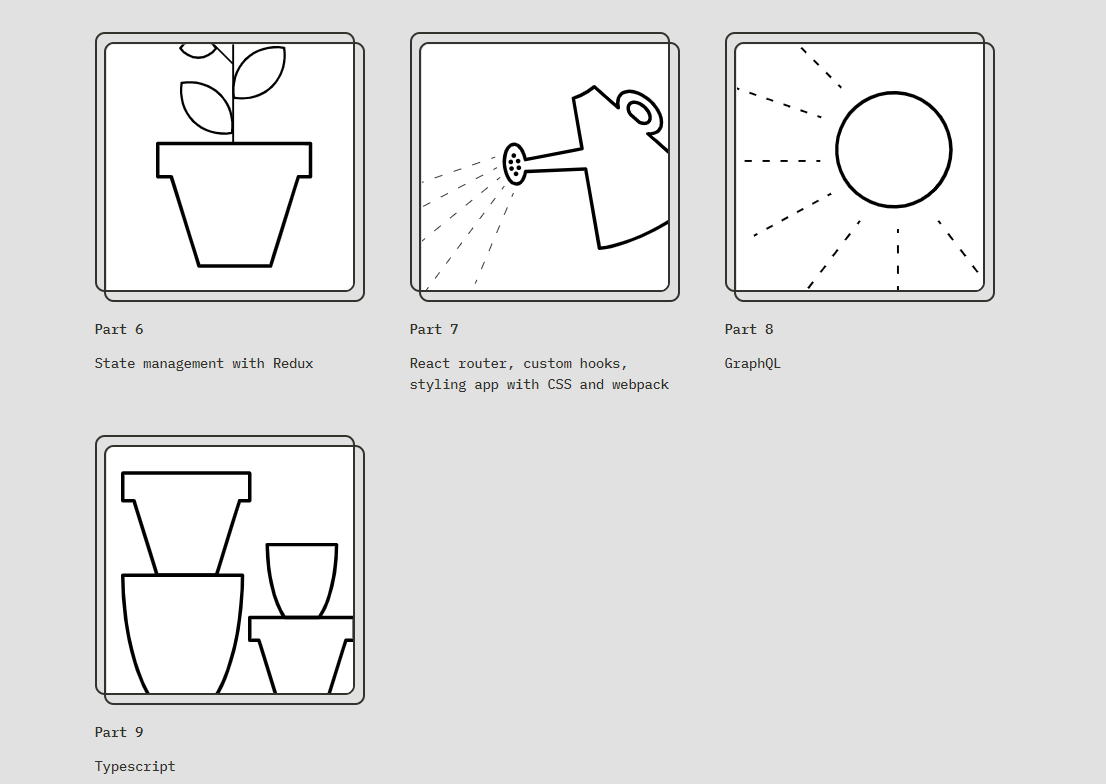 Part 6
State management with Redux
Part 7
React router, custom hooks,
styling app with CSS and webpack
Part 8
GraphQL
Part 9
Typescript